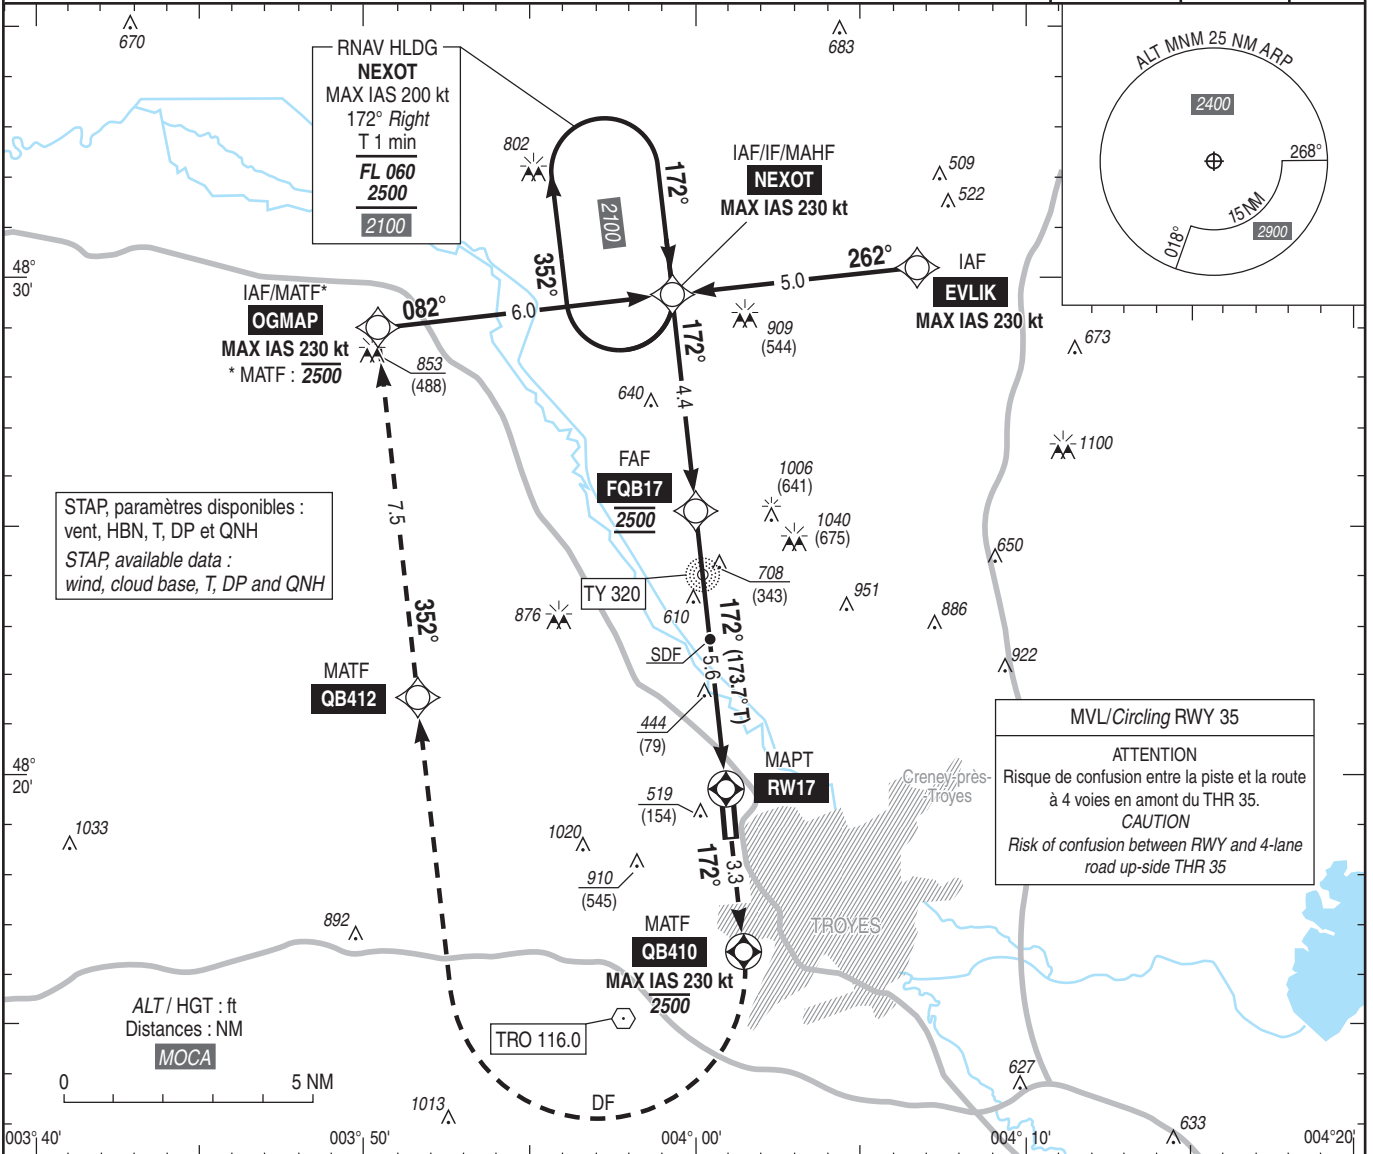 670
683
RNAV HLDG
NEXOT
MAX IAS 200 kt
172° Right
T 1 min
FL 060
2500
2100
802
172°
2100
352°
IAF/IF/MAHF
NEXOT
MAX IAS 230 kt
509
522
ALT MNM 25 NM ARP
2400
268°
15NM
018°
2900
48°
30'
IAF/MATF*
OGMAP
MAX IAS 230 kt
* MATF : 2500
082°
6.0
262°
5.0
IAF
EVLIK
MAX IAS 230 kt
853
(488)
909
(544)
673
172°
4.4
640
1100
FAF
FQB17
2500
1006
(641)
1040
(675)
STAP, paramètres disponibles :
vent, HBN, T, DP et QNH
STAP, available data :
wind, cloud base, T, DP and QNH
7.5
352°
TY 320
708
(343)
650
951
886
876
610
172° (173.7° T)
SDF
5.6
922
MATF
QB412
444
(79)
MVL/Circling RWY 35
ATTENTION
Risque de confusion entre la piste et la route
à 4 voies en amont du THR 35.
CAUTION
Risk of confusion between RWY and 4-lane
road up-side THR 35
48°
20'
MAPT
RW17
Creney-près-
Troyes
519
(154)
1033
1020
172°
3.3
910
(545)
892
MATF
QB410
MAX IAS 230 kt
2500
TROYES
ALT / HGT : ft
Distances : NM
MOCA
0
5 NM
TRO 116.0
DF
1013
627
633
003° 40'
003° 50'
004° 00'
004° 10'
004°20'